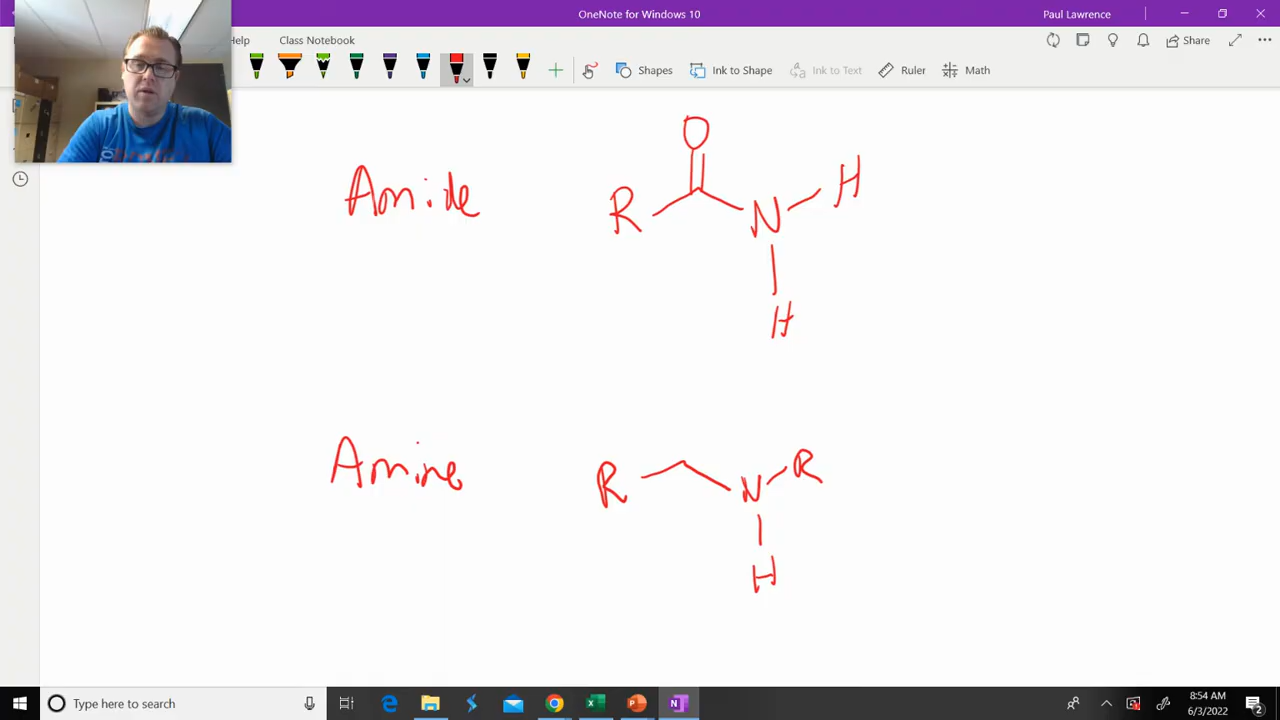 OneNote for Windows 10
Paul Lawrence
Help
Class Notebook
Shapes
Ink to Shape
Ink to Text
Ruler
Math
Share
Amide
O
R
N
H
H
Amine
R
N
R
H
Type here to search
8:54 AM
6/3/2022
2